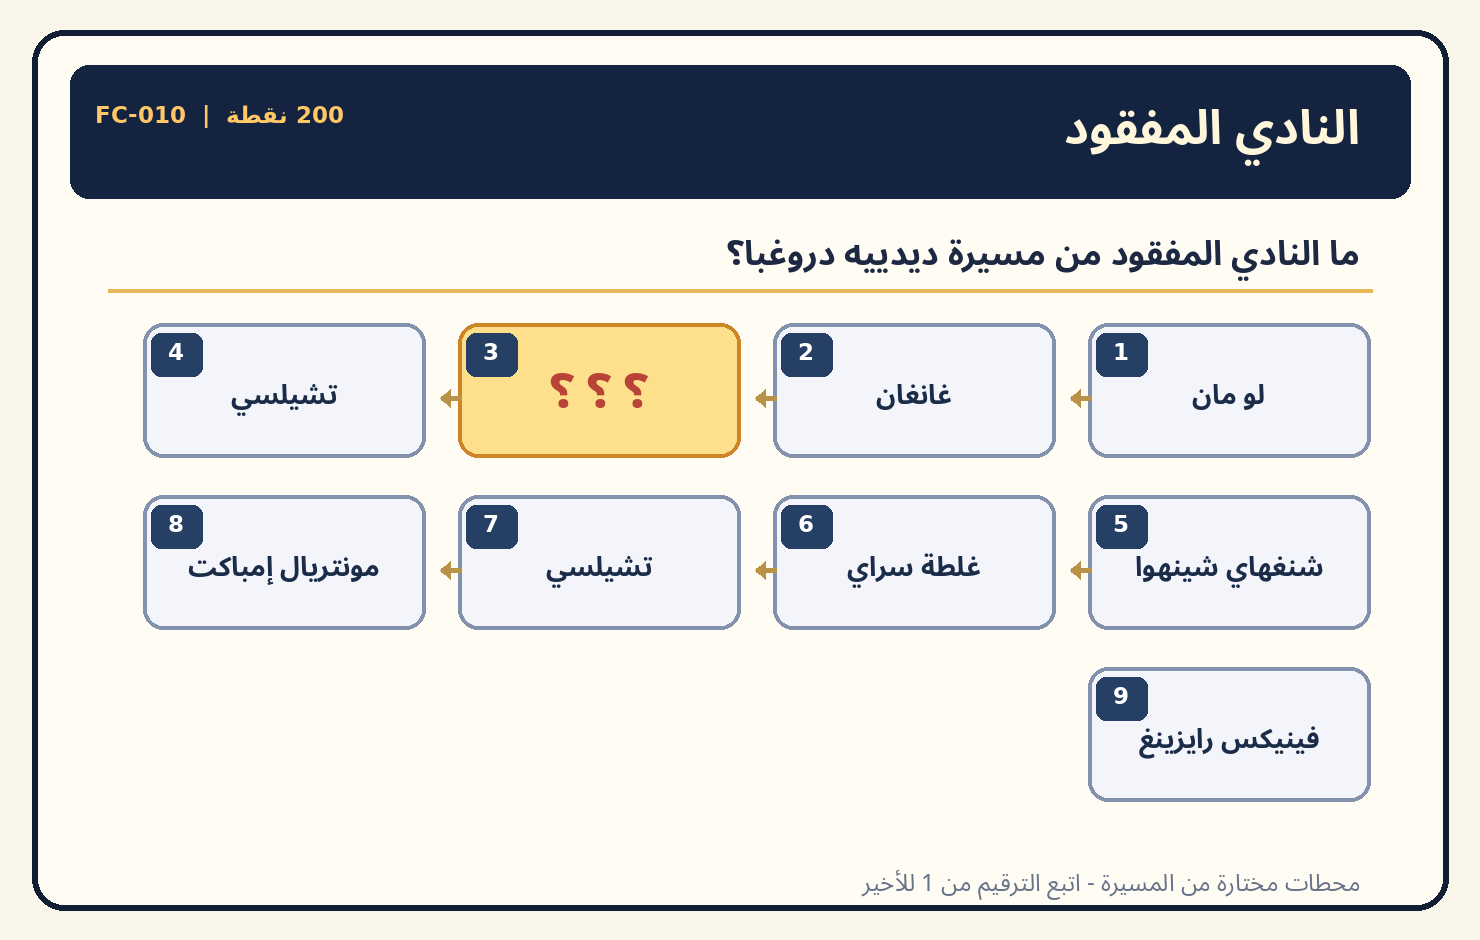 النادي المفقود
200 نقطة | FC-010
ما النادي المفقود من مسيرة ديدييه دروغبا؟
1
لو مان
2
غانغان
3
؟ ؟ ؟
4
تشيلسي
5
شنغهاي شينهوا
6
غلطة سراي
7
تشيلسي
8
مونتريال إمباكت
9
فينيكس رايزينغ
محطات مختارة من المسيرة - اتبع الترقيم من 1 للأخير